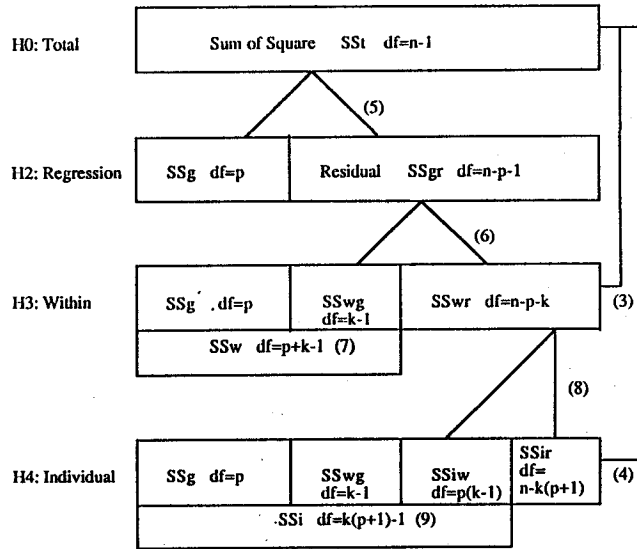 H0: Total
Sum of Square SSt df=n-1
(5)
H2: Regression
SSg df=p
Residual SSgr df=n-p-1
(6)
H3: Within
SSg df=p
SSwg
df=k-1
SSwr df=n-p-k
(3)
SSw df=p+k-1 (7)
(8)
H4: Individual
SSg df=p
SSwg
df=k-1
SSiw
df=p(k-1)
SSir
df=
n-k(p+1)
(4)
SSi df=k(p+1)-1 (9)